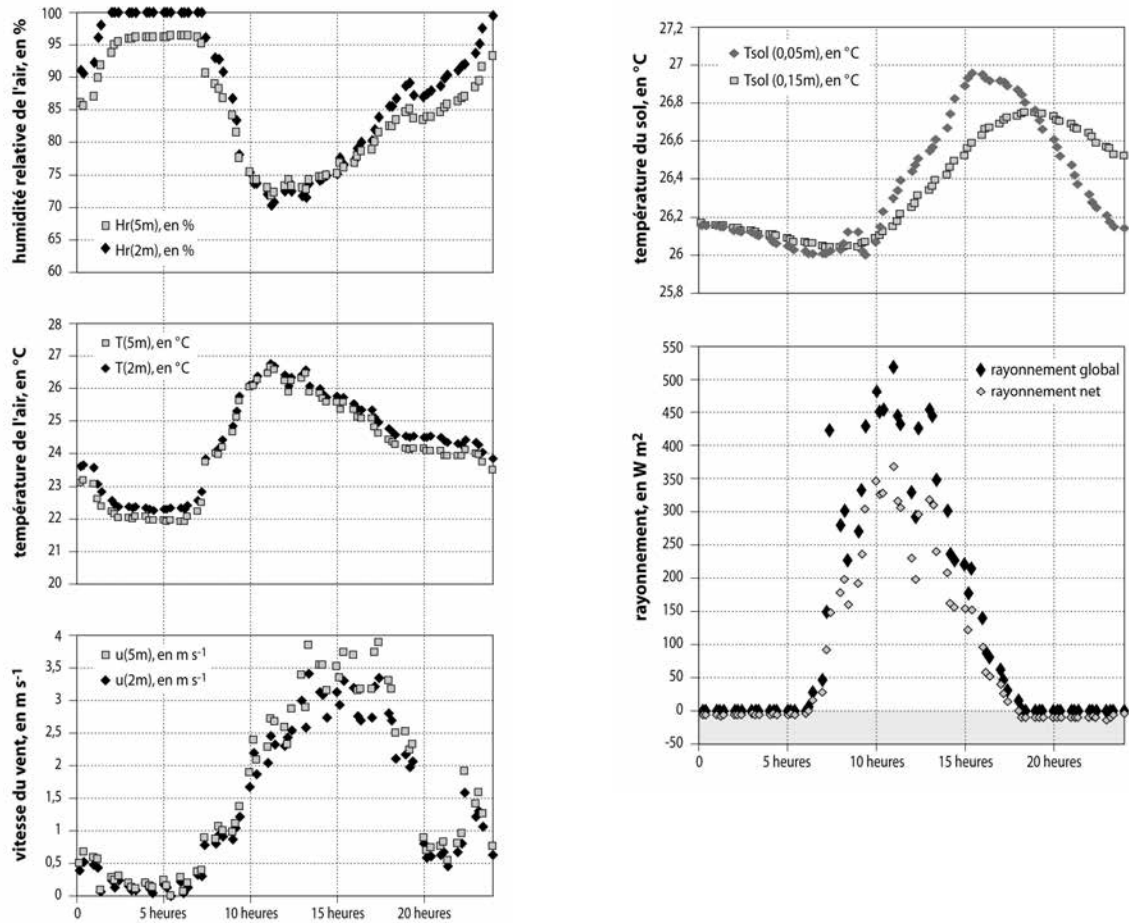 humidité relative de l'air, en %
100
95
90
85
80
75
70
65
60
Hr(5m), en %
Hr(2m), en %
température de l'air, en °C
28
27
26
25
24
23
22
21
20
T(5m), en °C
T(2m), en °C
vitesse du vent, en m s-1
4
3,5
3
2,5
2
1,5
1
0,5
0
u(5m), en m s-1
u(2m), en m s-1
0
5 heures
10 heures
15 heures
20 heures
température du sol, en °C
27,2
27
26,8
26,6
26,4
26,2
26
25,8
Tsol (0,05m), en °C
Tsol (0,15m), en °C
rayonnement, en W m2
550
500
450
400
350
300
250
200
150
100
50
0
-50
rayonnement global
rayonnement net
0
5 heures
10 heures
15 heures
20 heures